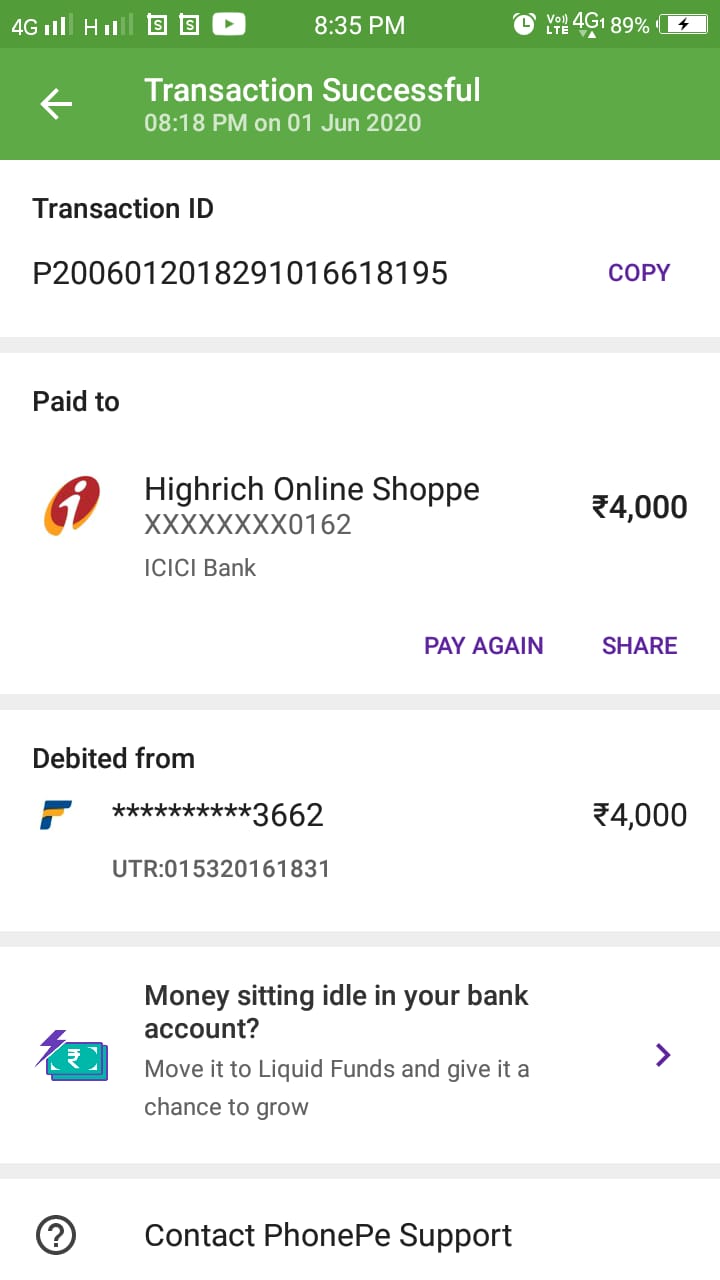 4G H S S 8:35 PM Vo)) LTE 4G1 89%
Transaction Successful
08:18 PM on 01 Jun 2020
Transaction ID
P2006012018291016618195 COPY
Paid to
Highrich Online Shoppe ₹4,000
XXXXXXXX0162
ICICI Bank
PAY AGAIN SHARE
Debited from
**********3662 ₹4,000
UTR:015320161831
Money sitting idle in your bank
account?
Move it to Liquid Funds and give it a
chance to grow
Contact PhonePe Support